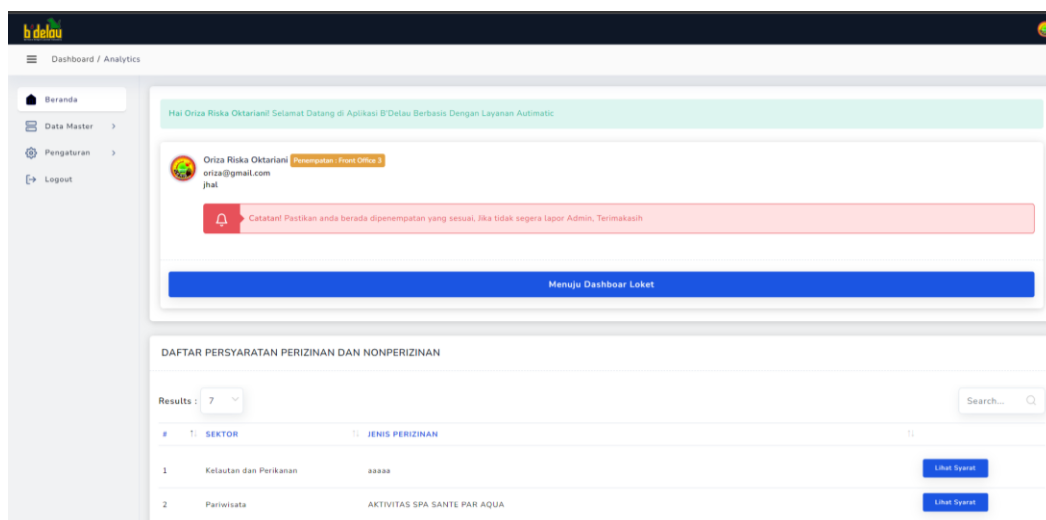 b'delau
Dashboard / Analytics
Beranda
Data Master
Pengaturan
Logout
Hai Oriza Riska Oktariani! Selamat Datang di Aplikasi B'Delau Berbasis Dengan Layanan Autimatic
Oriza Riska Oktariani Penempatan : Front Office 3
oriza@gmail.com
jhal
Catatan! Pastikan anda berada dipenempatan yang sesuai, Jika tidak segera lapor Admin, Terimakasih
Menuju Dashboar Loket
DAFTAR PERSYARATAN PERIZINAN DAN NONPERIZINAN
Results : 7
Search...
# SEKTOR JENIS PERIZINAN
1 Kelautan dan Perikanan aaaaa Lihat Syarat
2 Pariwisata AKTIVITAS SPA SANTE PAR AQUA Lihat Syarat